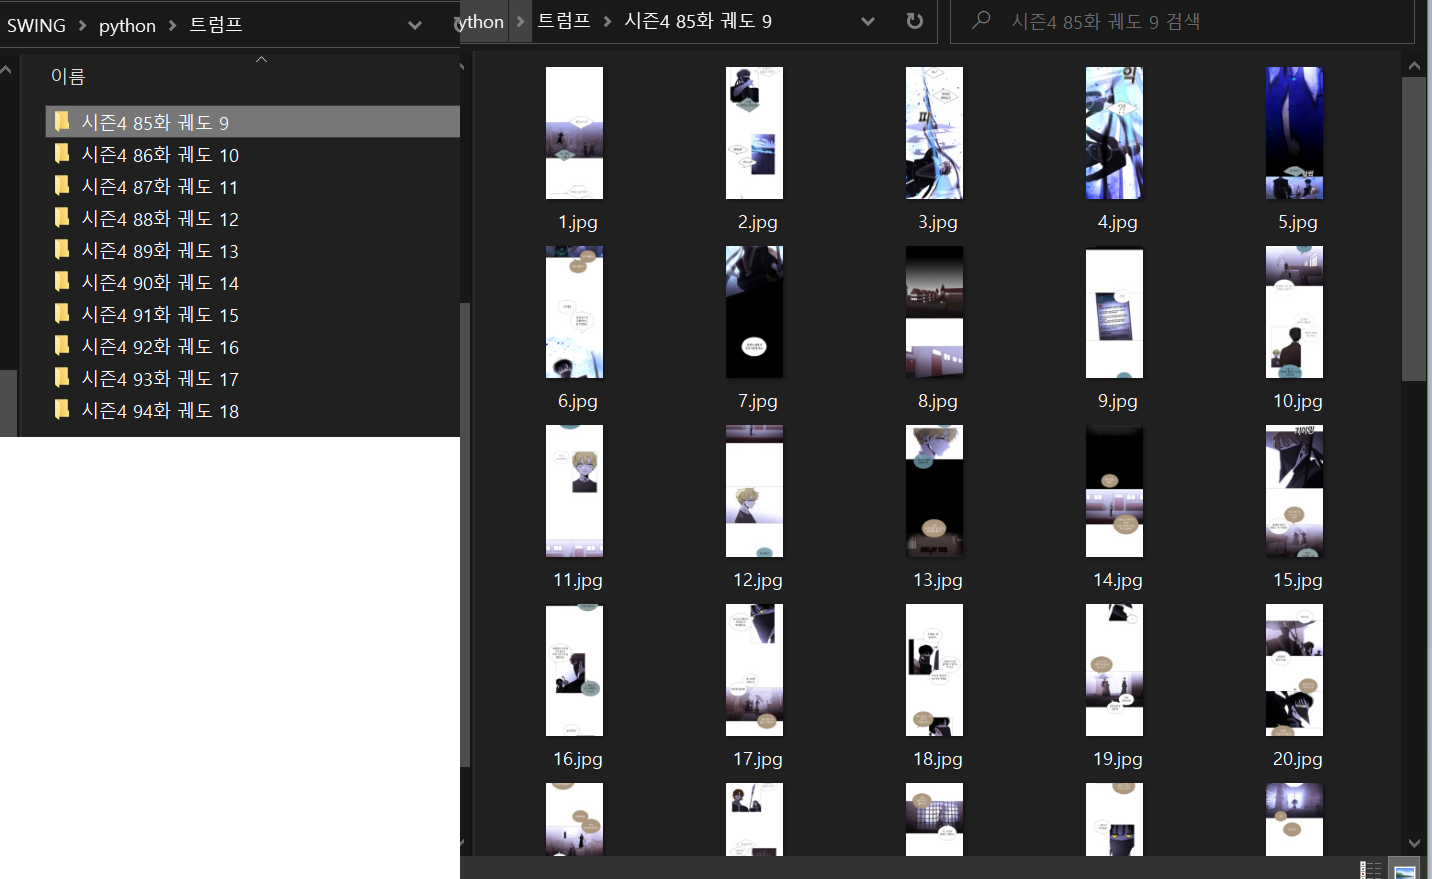 SWING > python > 트럼프
이름
시즌4 85화 궤도 9
시즌4 86화 궤도 10
시즌4 87화 궤도 11
시즌4 88화 궤도 12
시즌4 89화 궤도 13
시즌4 90화 궤도 14
시즌4 91화 궤도 15
시즌4 92화 궤도 16
시즌4 93화 궤도 17
시즌4 94화 궤도 18
ython > 트럼프 > 시즌4 85화 궤도 9
시즌4 85화 궤도 9 검색
1.jpg 2.jpg 3.jpg 4.jpg 5.jpg
6.jpg 7.jpg 8.jpg 9.jpg 10.jpg
11.jpg 12.jpg 13.jpg 14.jpg 15.jpg
16.jpg 17.jpg 18.jpg 19.jpg 20.jpg